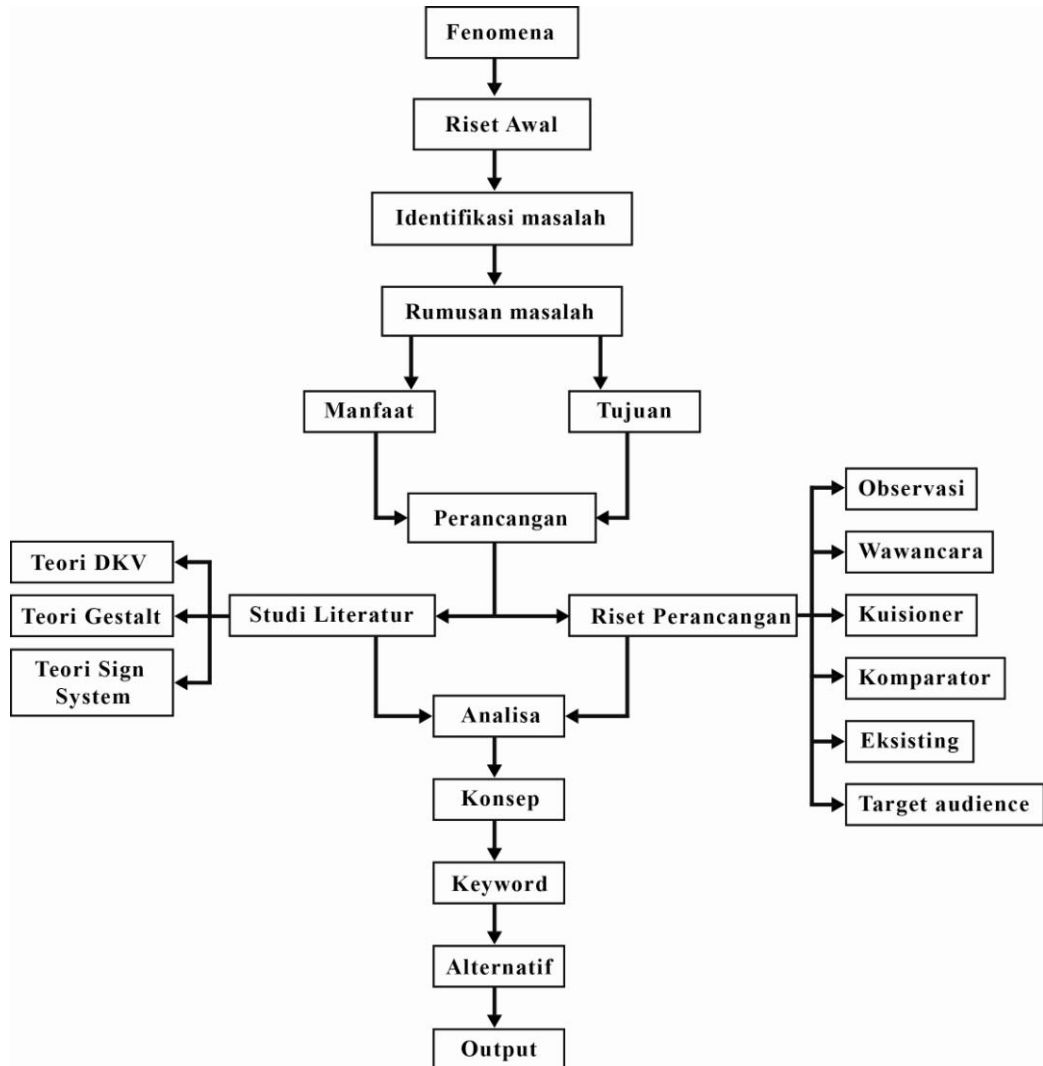 Fenomena
Riset Awal
Identifikasi masalah
Rumusan masalah
Manfaat
Tujuan
Perancangan
Teori DKV
Teori Gestalt
Teori Sign
System
Studi Literatur
Riset Perancangan
Observasi
Wawancara
Kuisioner
Komparator
Eksisting
Target audience
Analisa
Konsep
Keyword
Alternatif
Output